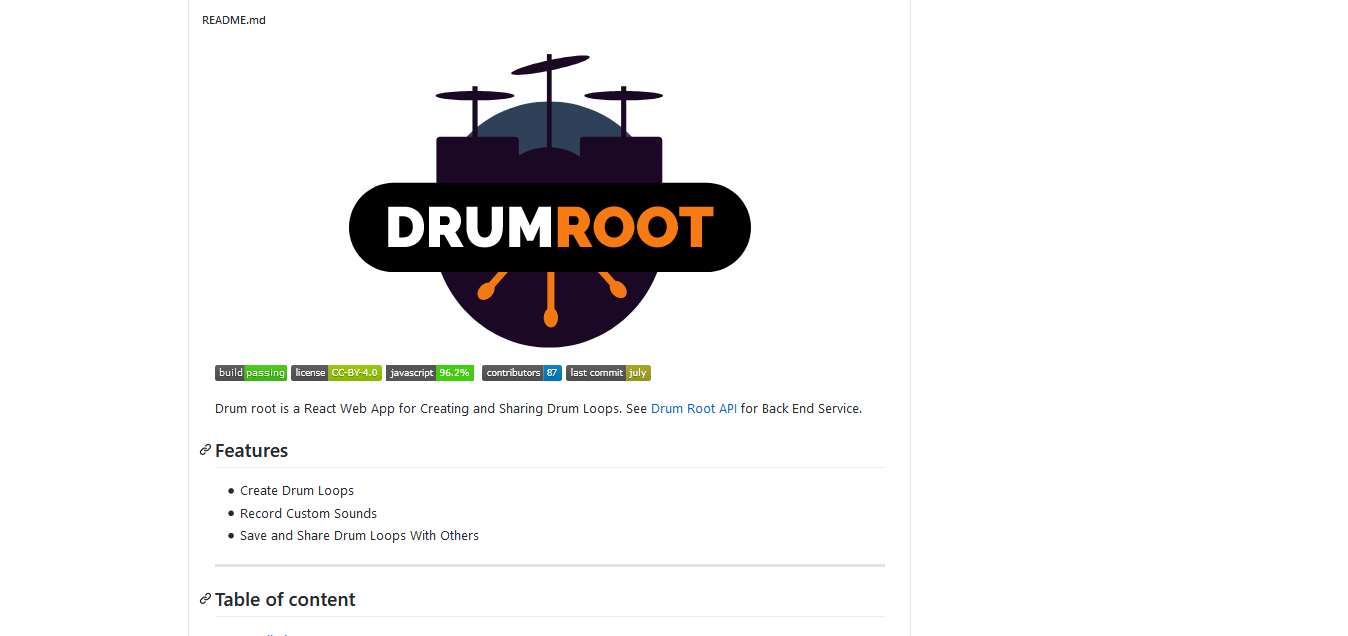 README.md
DRUMROOT
build passing license CC-BY-4.0 javascript 96.2% contributors 87 last commit july
Drum root is a React Web App for Creating and Sharing Drum Loops. See Drum Root API for Back End Service.
Features
Create Drum Loops
Record Custom Sounds
Save and Share Drum Loops With Others
Table of content